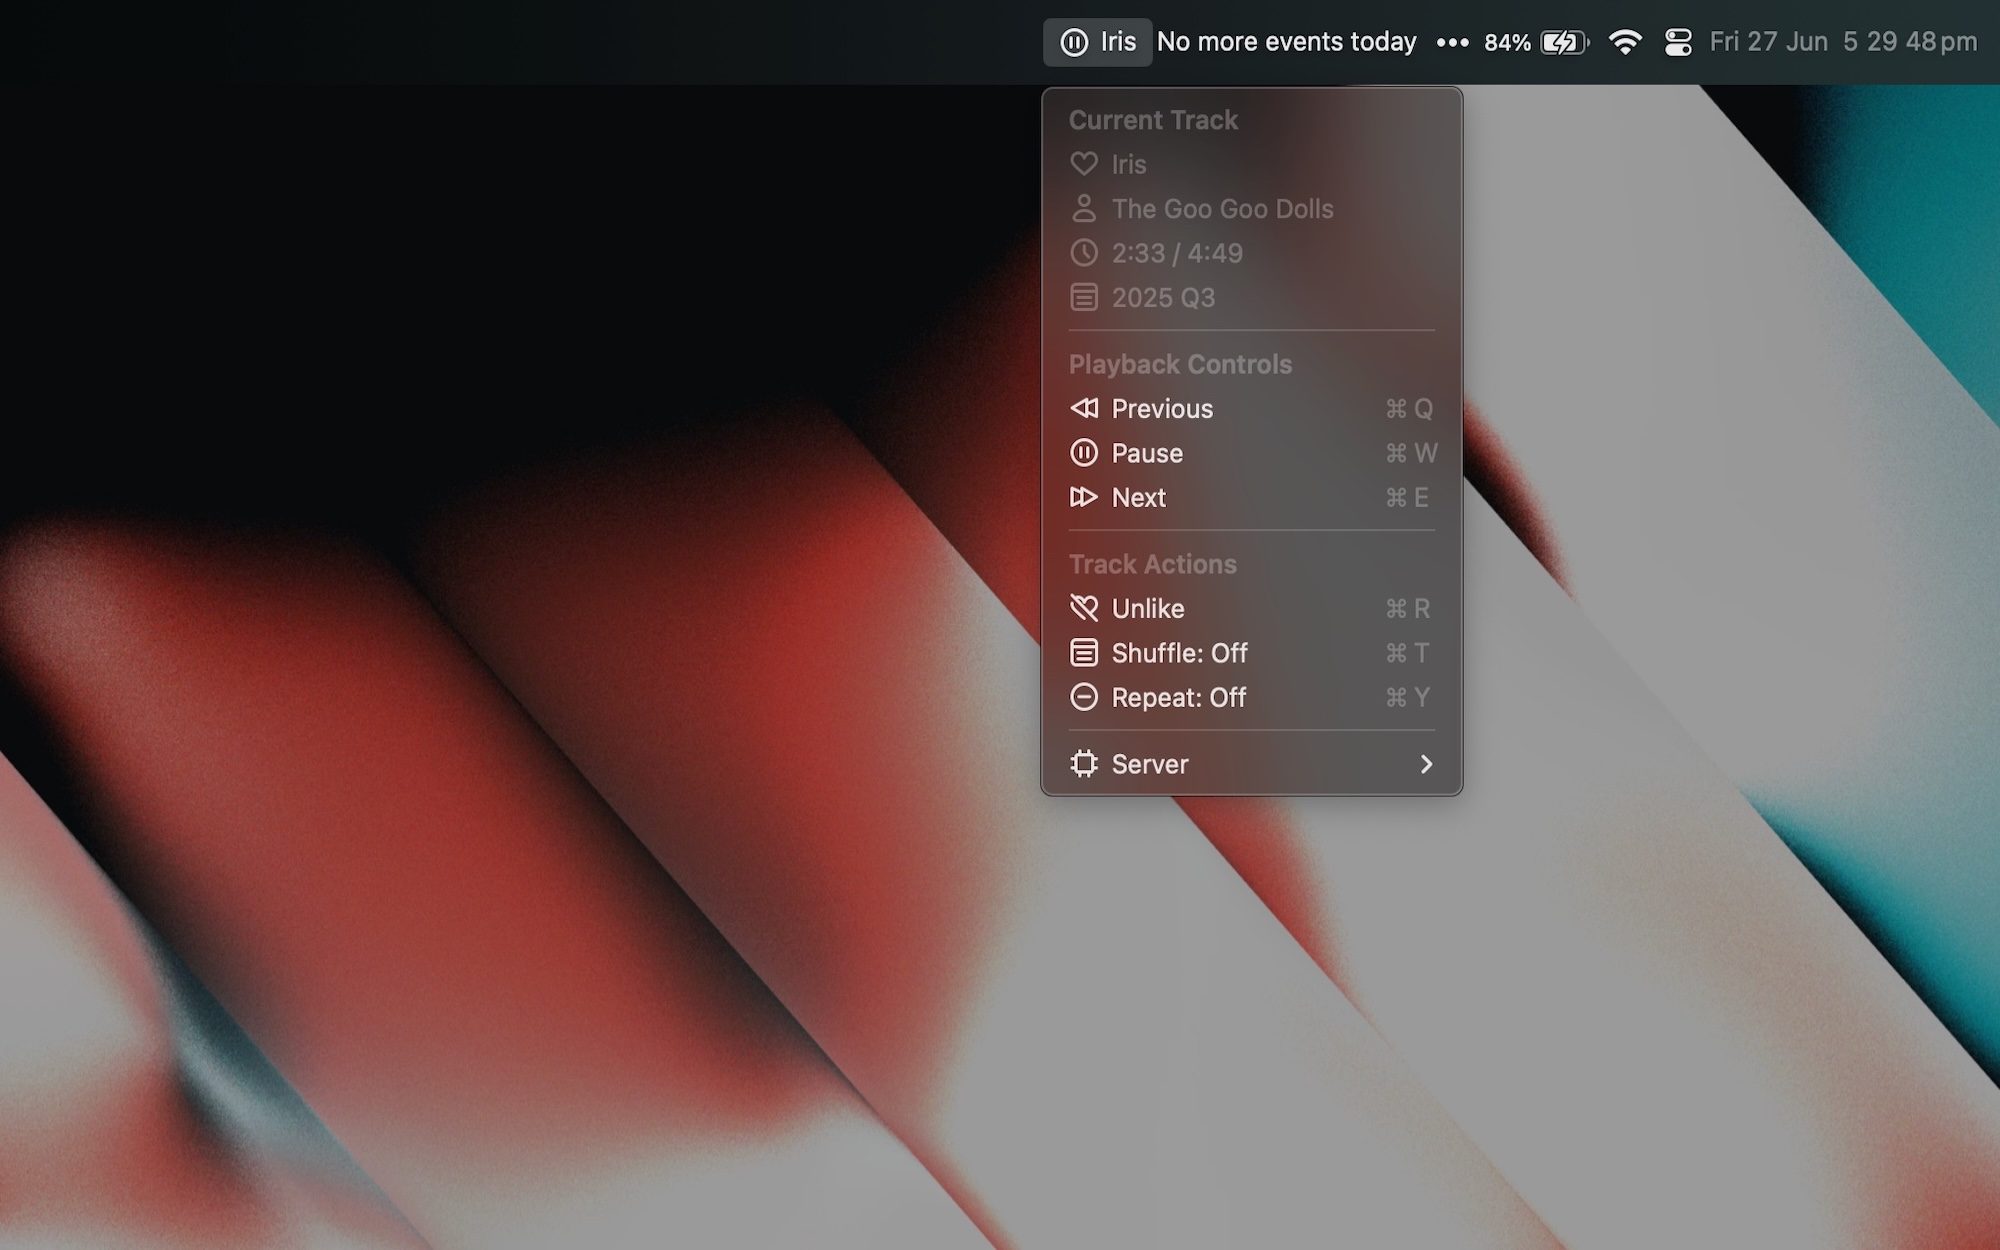 Iris No more events today ••• 84% Fri 27 Jun 5 29 48 pm
Current Track
Iris
The Goo Goo Dolls
2:33 / 4:49
2025 Q3
Playback Controls
Previous ⌘ Q
Pause ⌘ W
Next ⌘ E
Track Actions
Unlike ⌘ R
Shuffle: Off ⌘ T
Repeat: Off ⌘ Y
Server